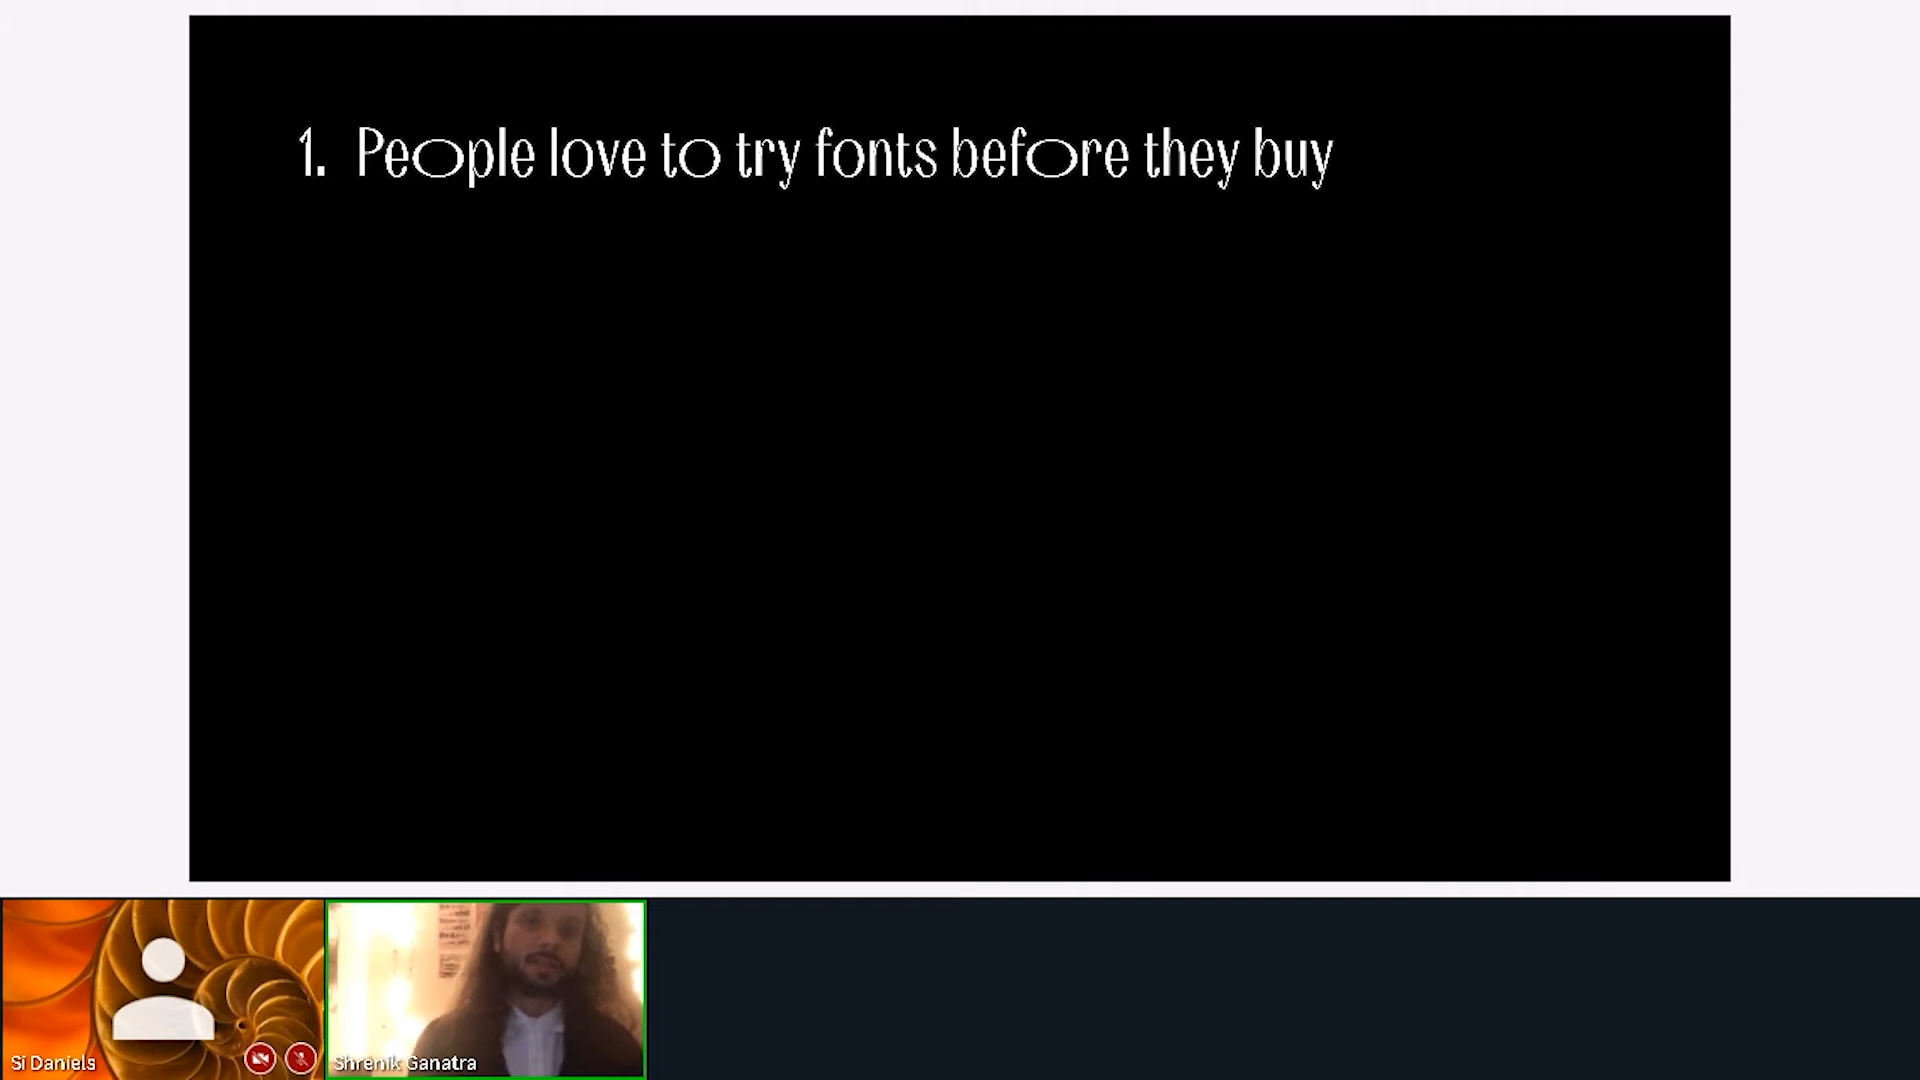 1. People love to try fonts before they buy
Si Daniels
Shrenik Ganatra